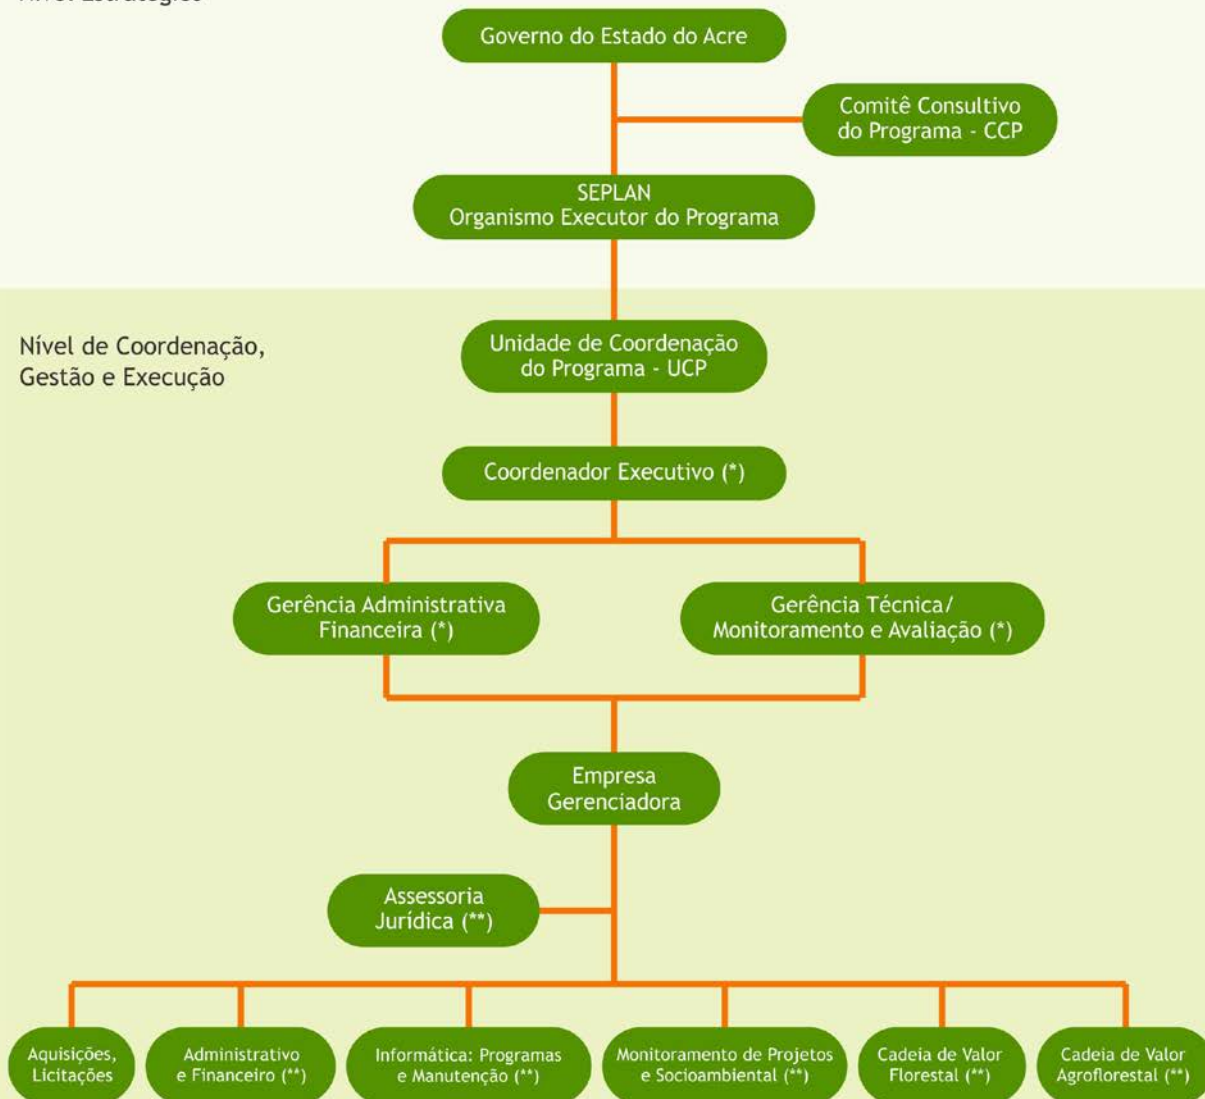 Nível Estratégico
Governo do Estado do Acre
Comitê Consultivo
do Programa - CCP
SEPLAN
Organismo Executor do Programa
Nível de Coordenação,
Gestão e Execução
Unidade de Coordenação
do Programa - UCP
Coordenador Executivo (*)
Gerência Administrativa
Financeira (*)
Gerência Técnica/
Monitoramento e Avaliação (*)
Empresa
Gerenciadora
Assessoria
Jurídica (**)
Aquisições,
Licitações
Administrativo
e Financeiro (**)
Informática: Programas
e Manutenção (**)
Monitoramento de Projetos
e Socioambiental (**)
Cadeia de Valor
Florestal (**)
Cadeia de Valor
Agroflorestal (**)